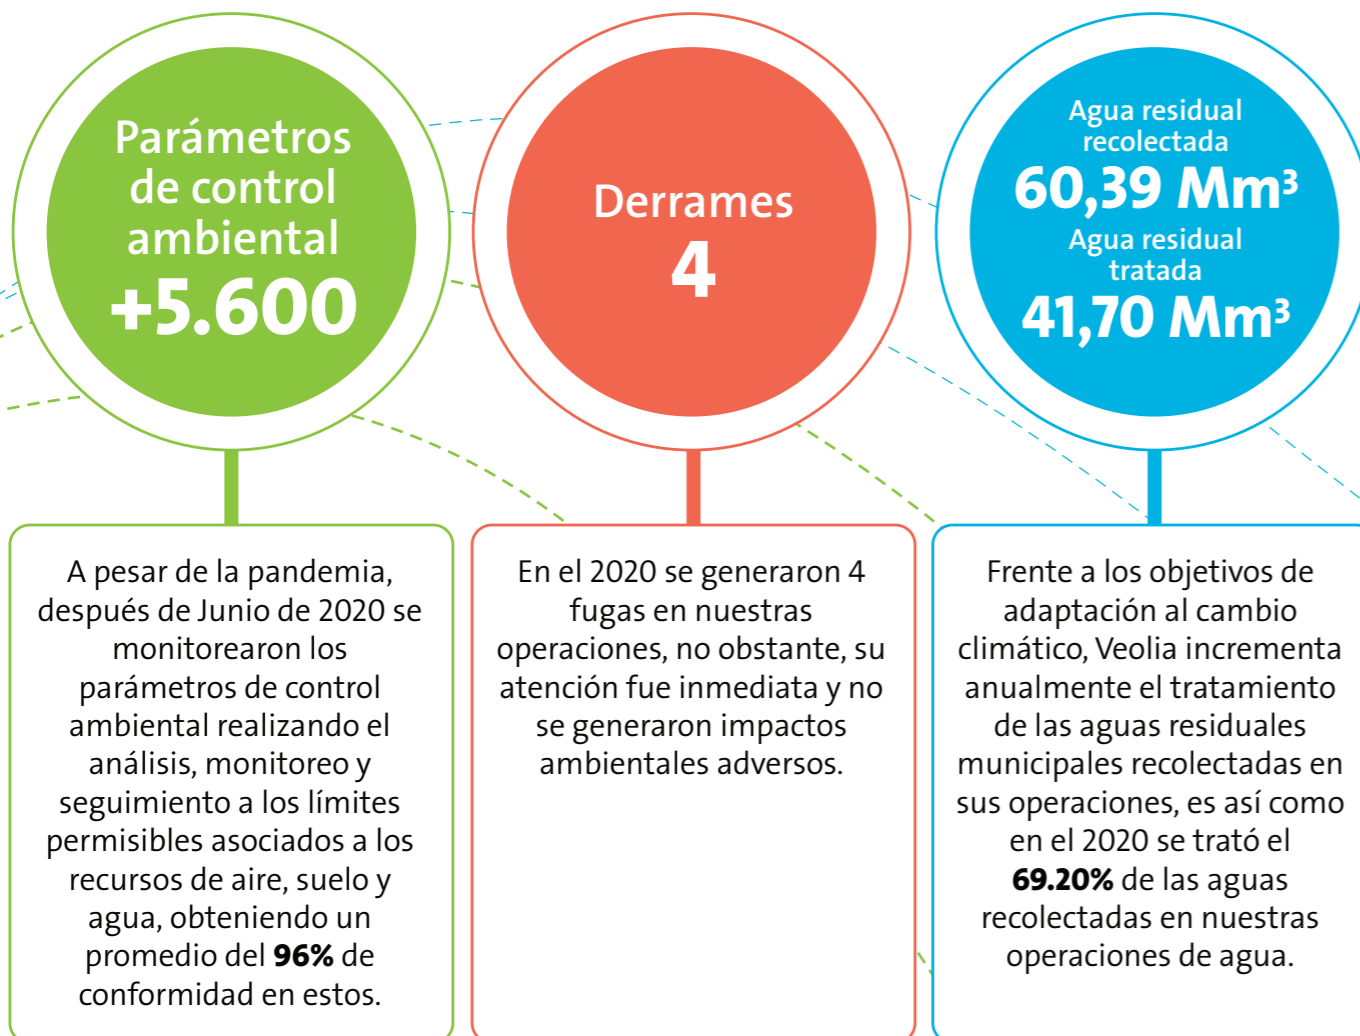 Parámetros
de control
ambiental
+5.600
A pesar de la pandemia,
después de Junio de 2020 se
monitorearon los
parámetros de control
ambiental realizando el
análisis, monitoreo y
seguimiento a los límites
permisibles asociados a los
recursos de aire, suelo y
agua, obteniendo un
promedio del 96% de
conformidad en estos.
Derrames
4
En el 2020 se generaron 4
fugas en nuestras
operaciones, no obstante, su
atención fue inmediata y no
se generaron impactos
ambientales adversos.
Agua residual
recolectada
60,39 Mm³
Agua residual
tratada
41,70 Mm³
Frente a los objetivos de
adaptación al cambio
climático, Veolia incrementa
anualmente el tratamiento
de las aguas residuales
municipales recolectadas en
sus operaciones, es así como
en el 2020 se trató el
69.20% de las aguas
recolectadas en nuestras
operaciones de agua.